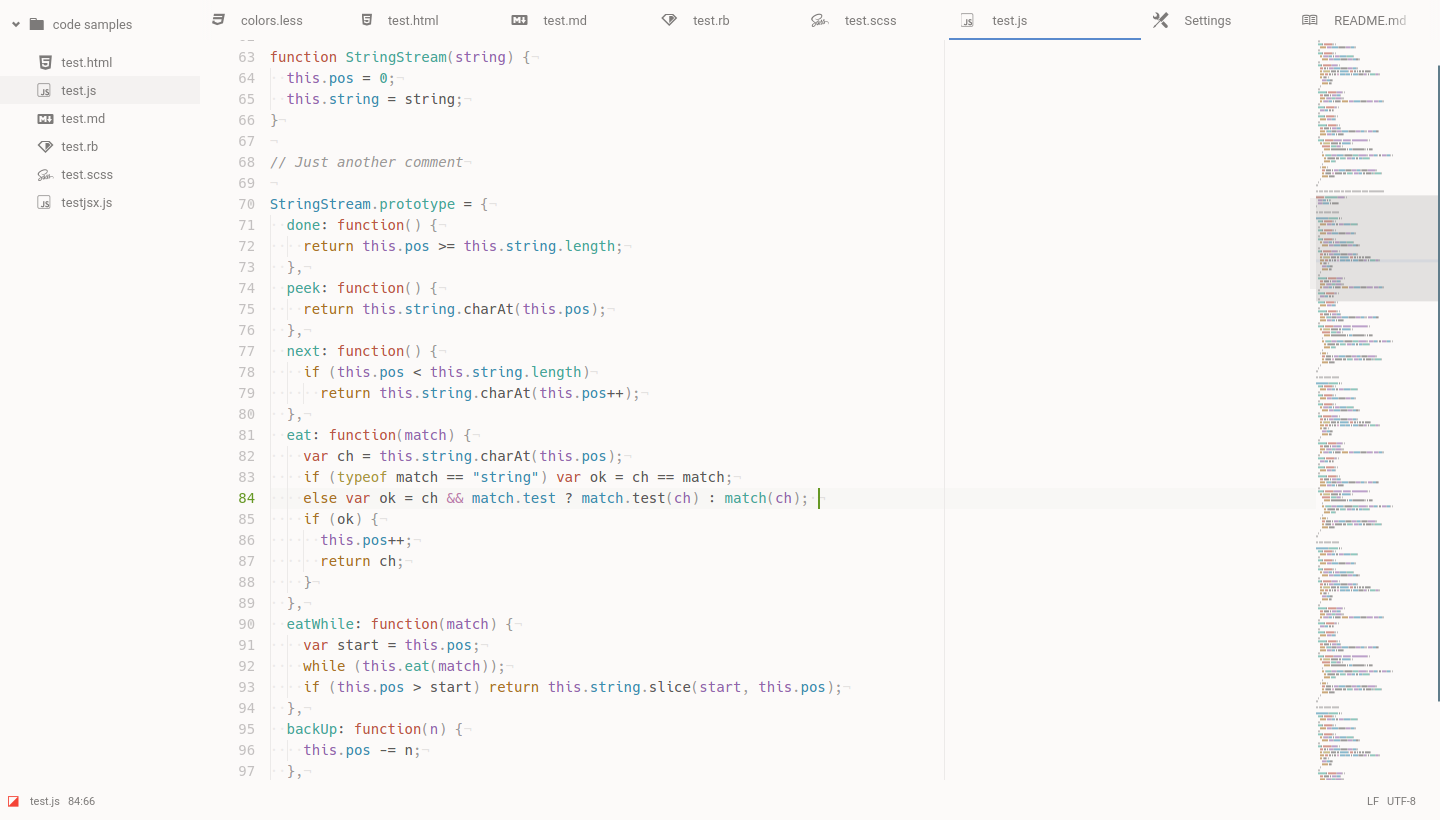 code samples
test.html
test.js
test.md
test.rb
test.scss
testjsx.js
colors.less
test.html
test.md
test.rb
test.scss
test.js
Settings
README.md
63 function StringStream(string) {
64 this.pos = 0;
65 this.string = string;
66 }
67
68 // Just another comment
69
70 StringStream.prototype = {
71 done: function() {
72 return this.pos >= this.string.length;
73 },
74 peek: function() {
75 return this.string.charAt(this.pos);
76 },
77 next: function() {
78 if (this.pos < this.string.length)
79 return this.string.charAt(this.pos++);
80 },
81 eat: function(match) {
82 var ch = this.string.charAt(this.pos);
83 if (typeof match == "string") var ok = ch == match;
84 else var ok = ch && match.test ? match.test(ch) : match(ch);
85 if (ok) {
86 this.pos++;
87 return ch;
88 }
89 },
90 eatWhile: function(match) {
91 var start = this.pos;
92 while (this.eat(match));
93 if (this.pos > start) return this.string.slice(start, this.pos);
94 },
95 backUp: function(n) {
96 this.pos -= n;
97 },
test.js 84:66
LF UTF-8